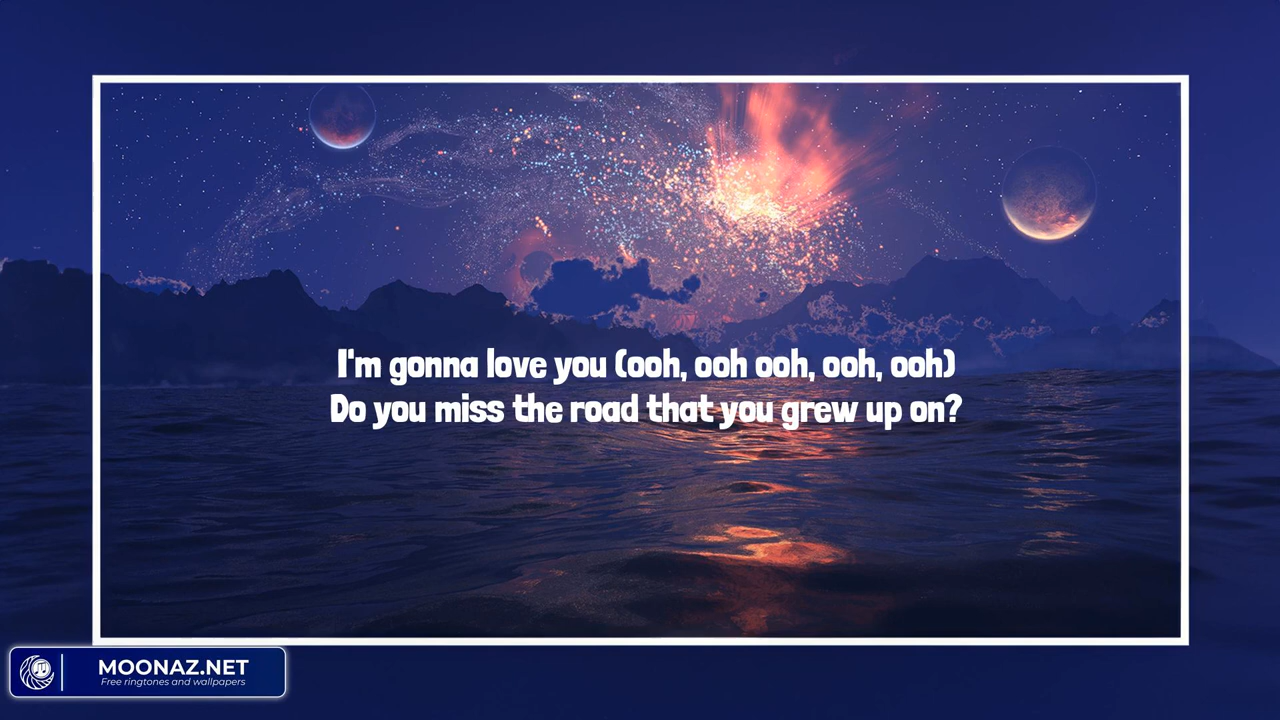 I'm gonna love you (ooh, ooh ooh, ooh, ooh)
Do you miss the road that you grew up on?
MOONAZ.NET
Free ringtones and wallpapers